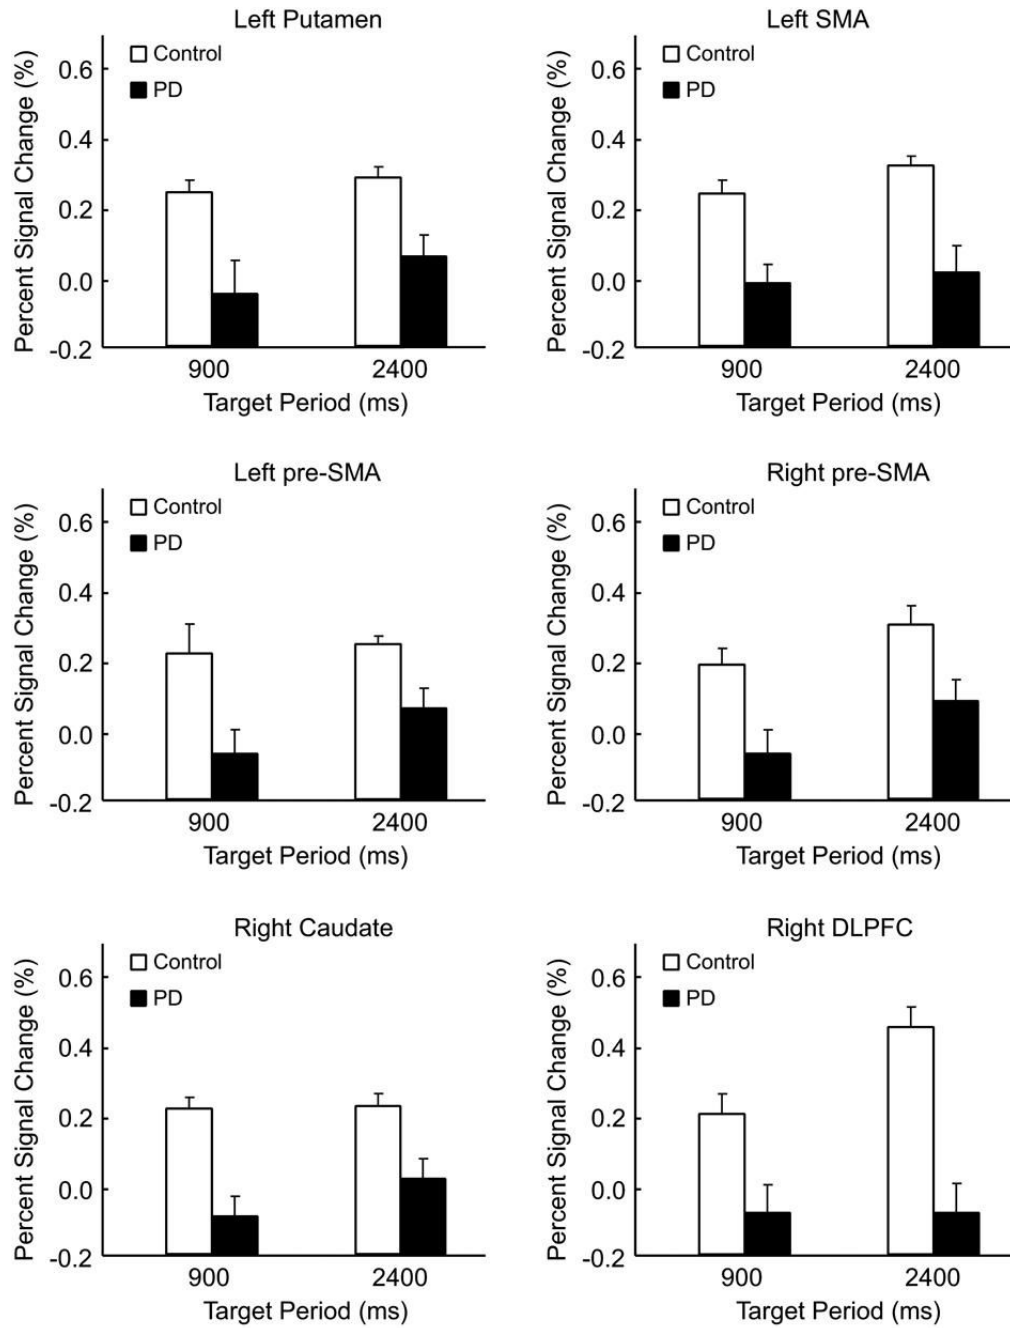 Left Putamen
Percent Signal Change (%)
Control
PD
0.6
0.4
0.2
0.0
-0.2
900 2400
Target Period (ms)
Left SMA
Percent Signal Change (%)
Control
PD
0.6
0.4
0.2
0.0
-0.2
900 2400
Target Period (ms)
Left pre-SMA
Percent Signal Change (%)
Control
PD
0.6
0.4
0.2
0.0
-0.2
900 2400
Target Period (ms)
Right pre-SMA
Percent Signal Change (%)
Control
PD
0.6
0.4
0.2
0.0
-0.2
900 2400
Target Period (ms)
Right Caudate
Percent Signal Change (%)
Control
PD
0.6
0.4
0.2
0.0
-0.2
900 2400
Target Period (ms)
Right DLPFC
Percent Signal Change (%)
Control
PD
0.6
0.4
0.2
0.0
-0.2
900 2400
Target Period (ms)